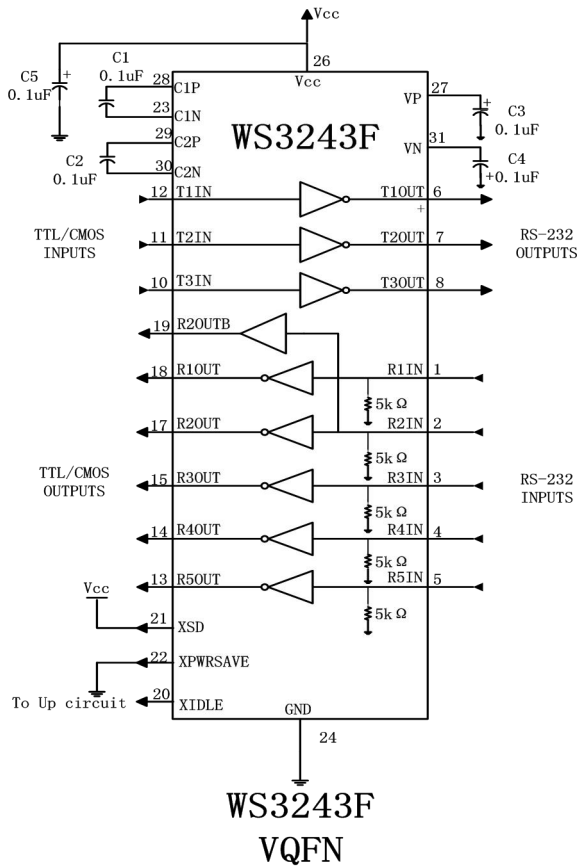 Vcc
C5
+
0.1uF
C1
0.1uF
28
C1P
23
C1N
29
C2P
C2
0.1uF
30
C2N
26
Vcc
WS3243F
VP
27
+
C3
0.1uF
VN
31
C4
+0.1uF
12
T1IN
T1OUT
6
+
TTL/CMOS
INPUTS
11
T2IN
T2OUT
7
RS-232
OUTPUTS
10
T3IN
T3OUT
8
19
R2OUTB
18
R1OUT
R1IN
1
5kΩ
17
R2OUT
R2IN
2
5kΩ
TTL/CMOS
OUTPUTS
15
R3OUT
R3IN
3
RS-232
INPUTS
5kΩ
14
R4OUT
R4IN
4
5kΩ
13
R5OUT
R5IN
5
5kΩ
Vcc
21
XSD
22
XPWRSAVE
To Up circuit
20
XIDLE
GND
24
WS3243F
VQFN